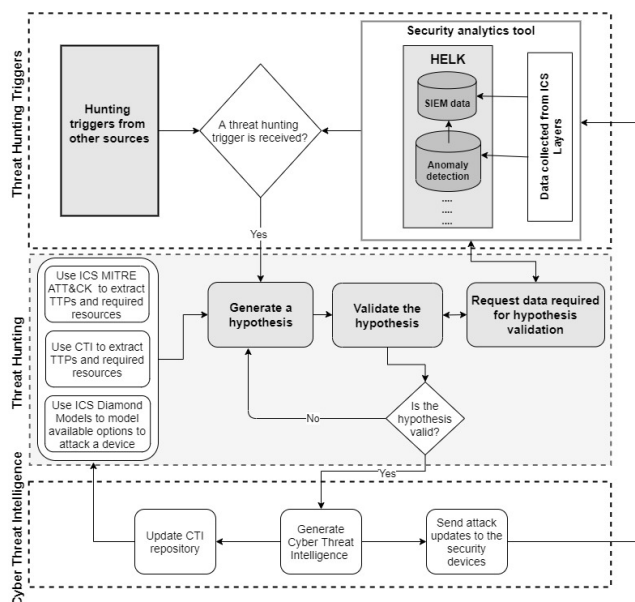 Threat Hunting Triggers
Hunting
triggers from
other sources
A threat hunting
trigger is received?
Security analytics tool
HELK
SIEM data
Anomaly
detection
....
....
....
Data collected from ICS
Layers
Yes
Threat Hunting
Use ICS MITRE
ATT&CK to extract
TTPs and required
resources
Use CTI to extract
TTPs and required
resources
Use ICS Diamond
Models to model
available options to
attack a device
Generate a
hypothesis
Validate the
hypothesis
Request data required
for hypothesis
validation
No
Is the
hypothesis
valid?
Yes
Cyber Threat Intelligence
Update CTI
repository
Generate
Cyber Threat
Intelligence
Send attack
updates to the
security
devices